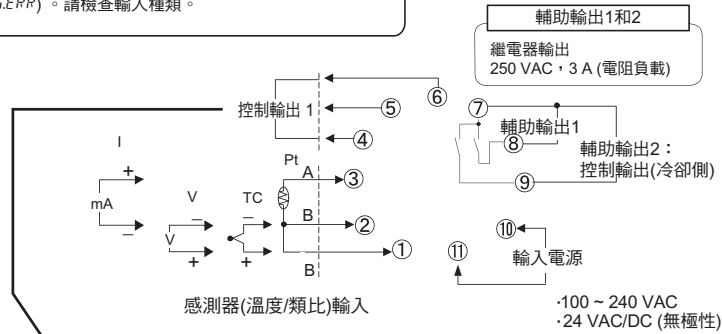 .ERR) 。請檢查輸入種類。
輔助輸出1和2
繼電器輸出
250 VAC，3 A (電阻負載)
控制輸出 1
⑥
⑤
④
⑦
輔助輸出1
⑧
輔助輸出2：
控制輸出(冷卻側)
⑨
I
+
mA
–
V
–
V
+
TC
–
+
Pt
A
③
B
②
①
B
⑩
⑪
輸入電源
感測器(溫度/類比)輸入
·100 ~ 240 VAC
·24 VAC/DC (無極性)